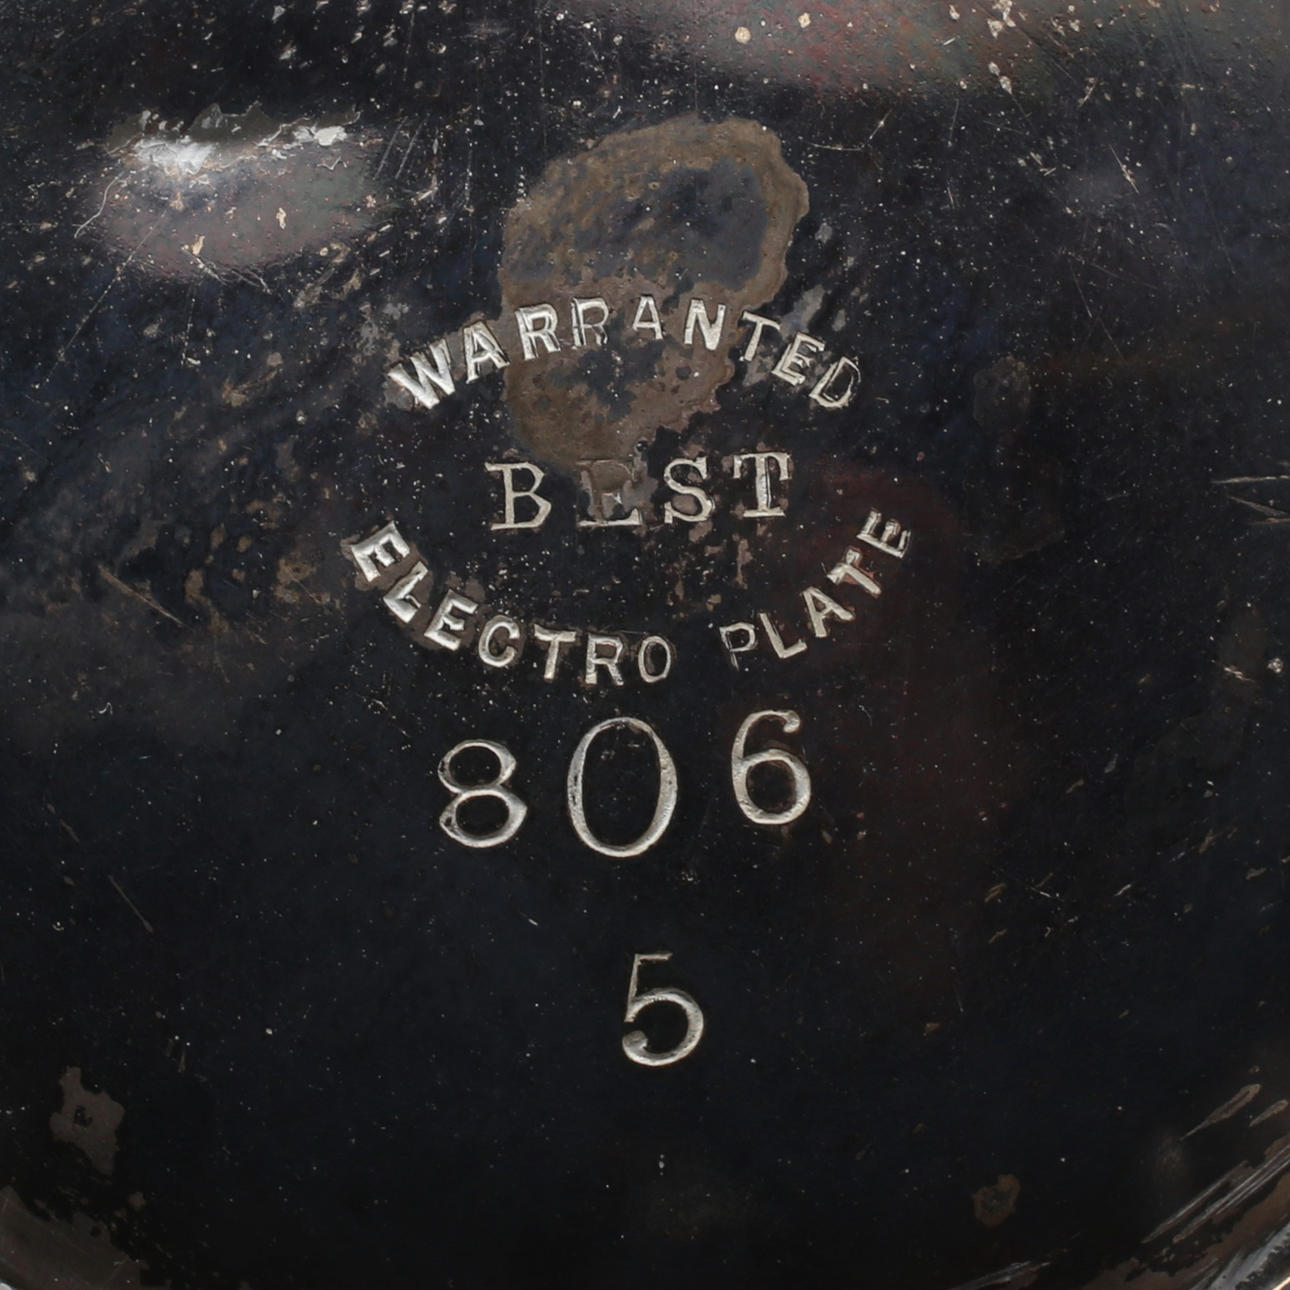 WARRANTED
BEST
ELECTRO PLATE
806
5